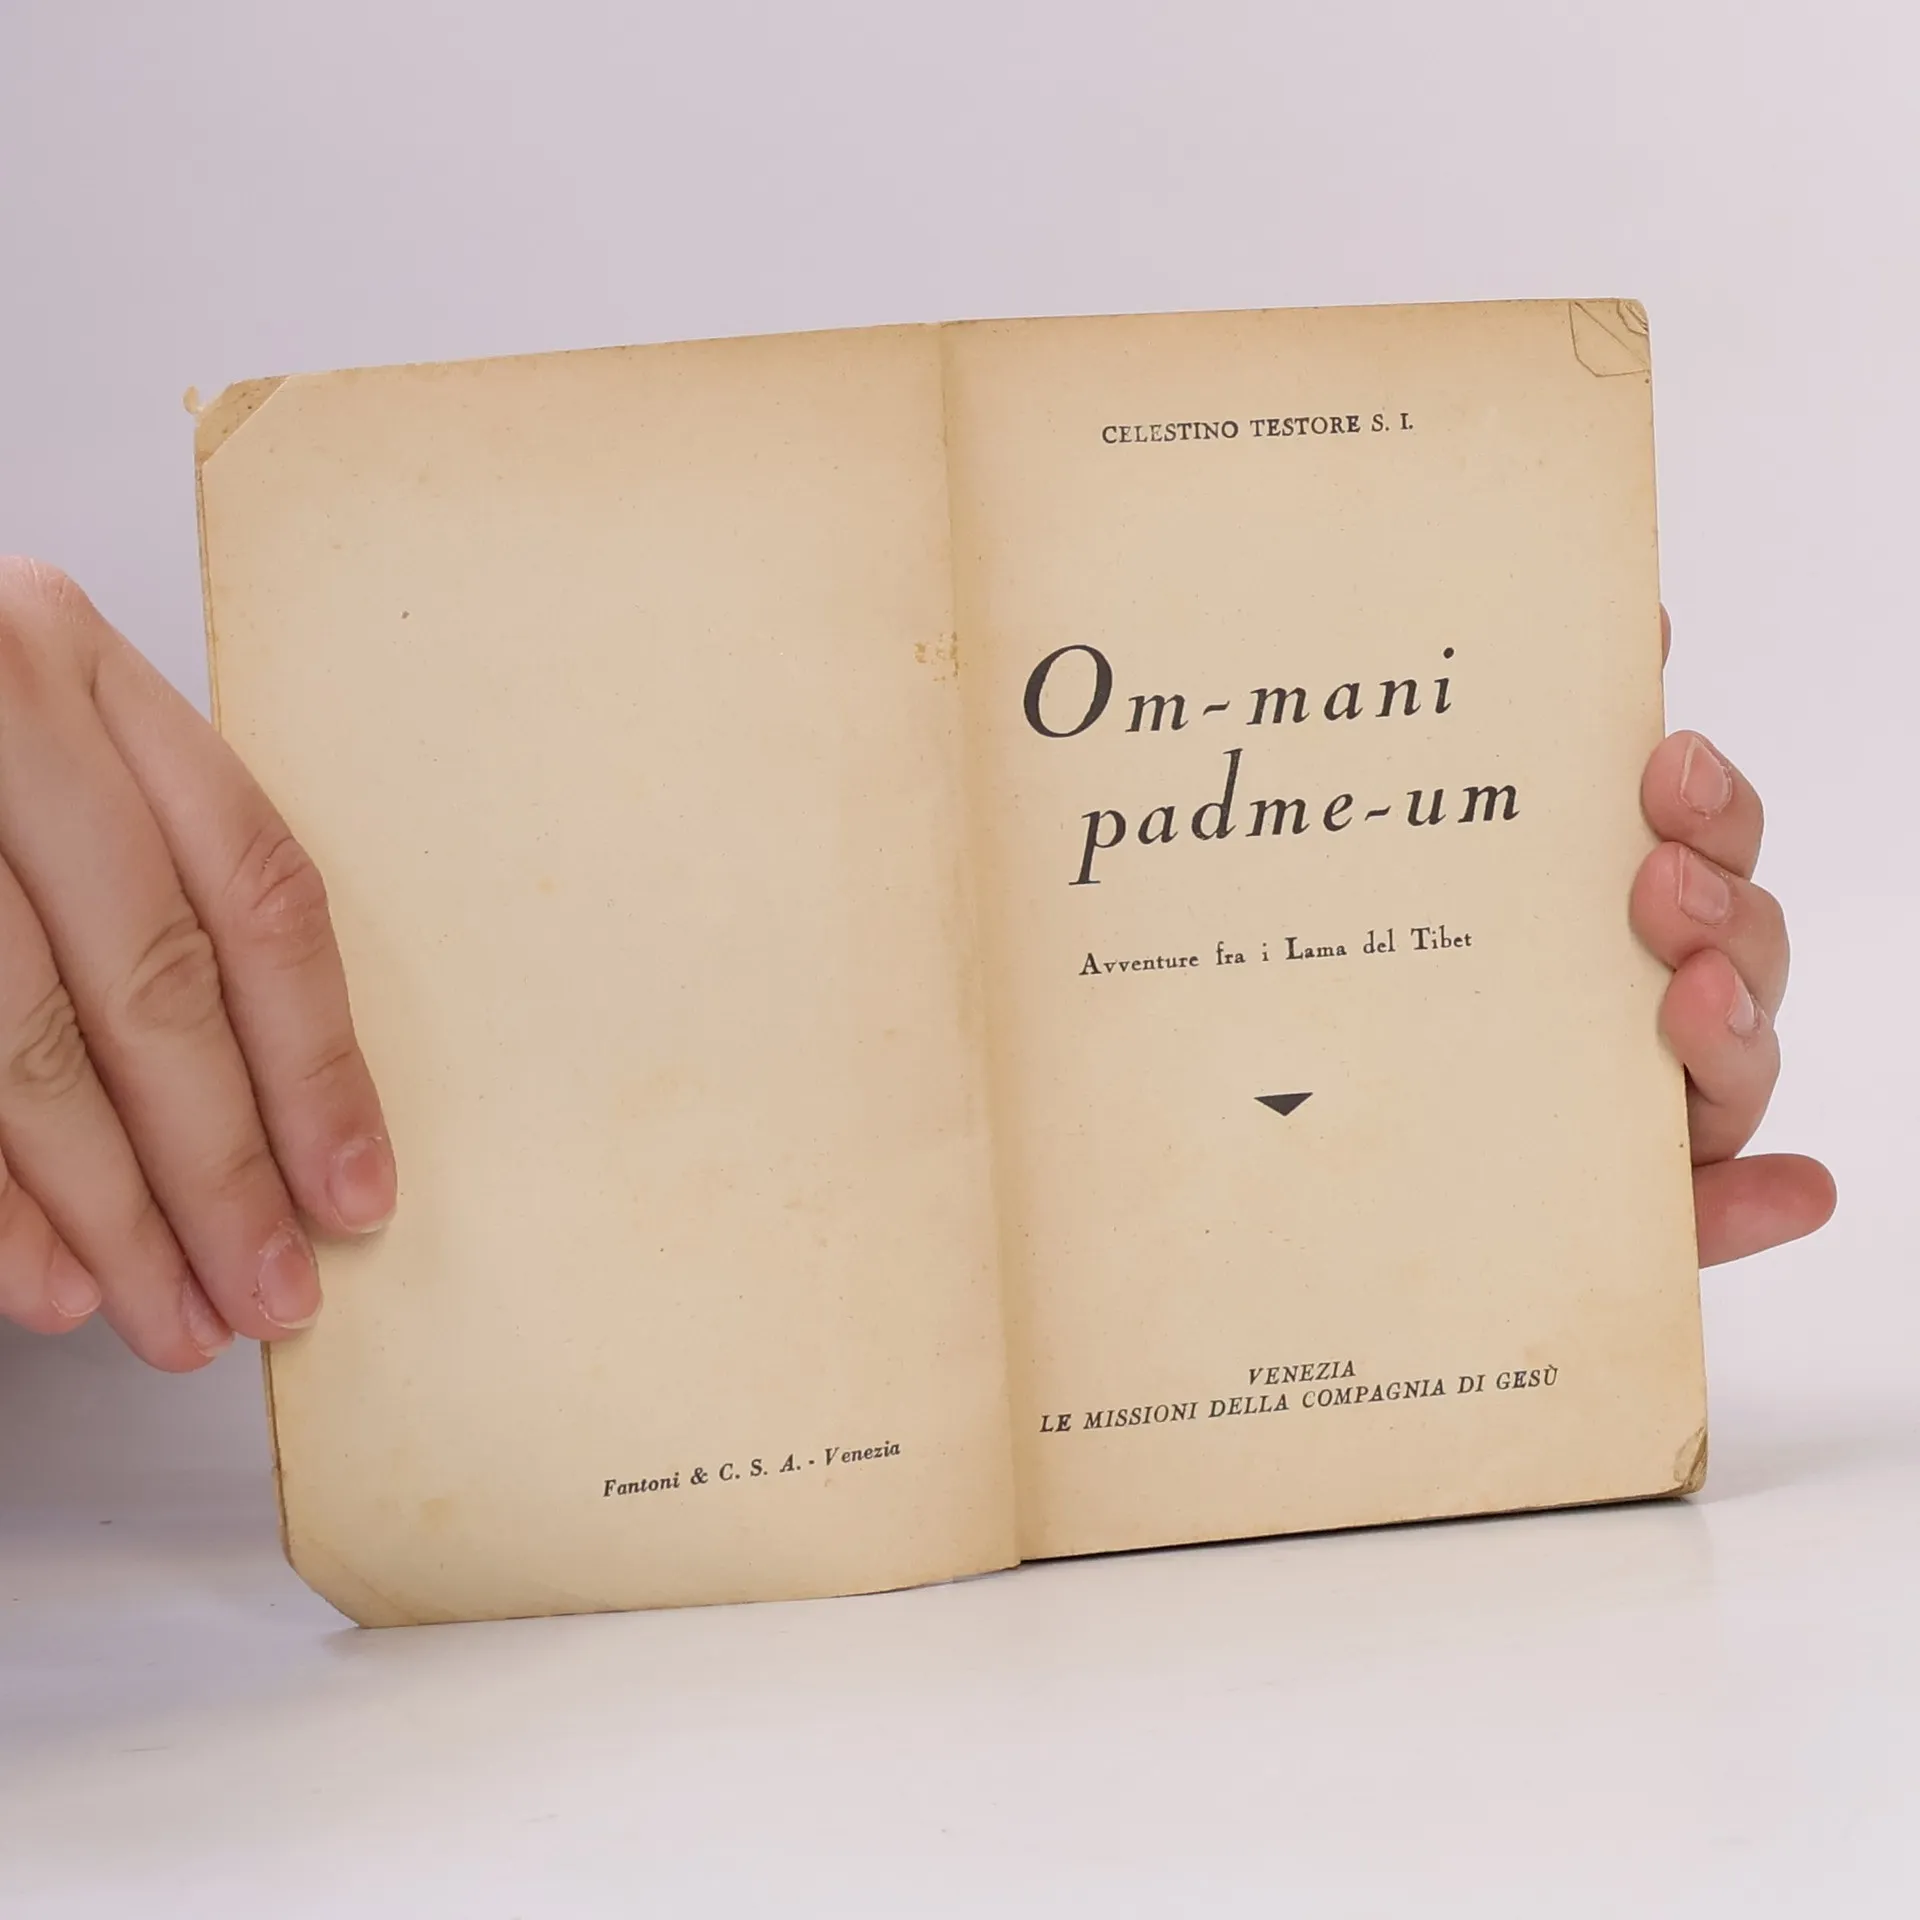 Fantoni & C. S. A. - Venezia
CELESTINO TESTORE S. I.
Om-mani
padme-um
Avventure fra i Lama del Tibet
VENEZIA
LE MISSIONI DELLA COMPAGNIA DI GESÙ